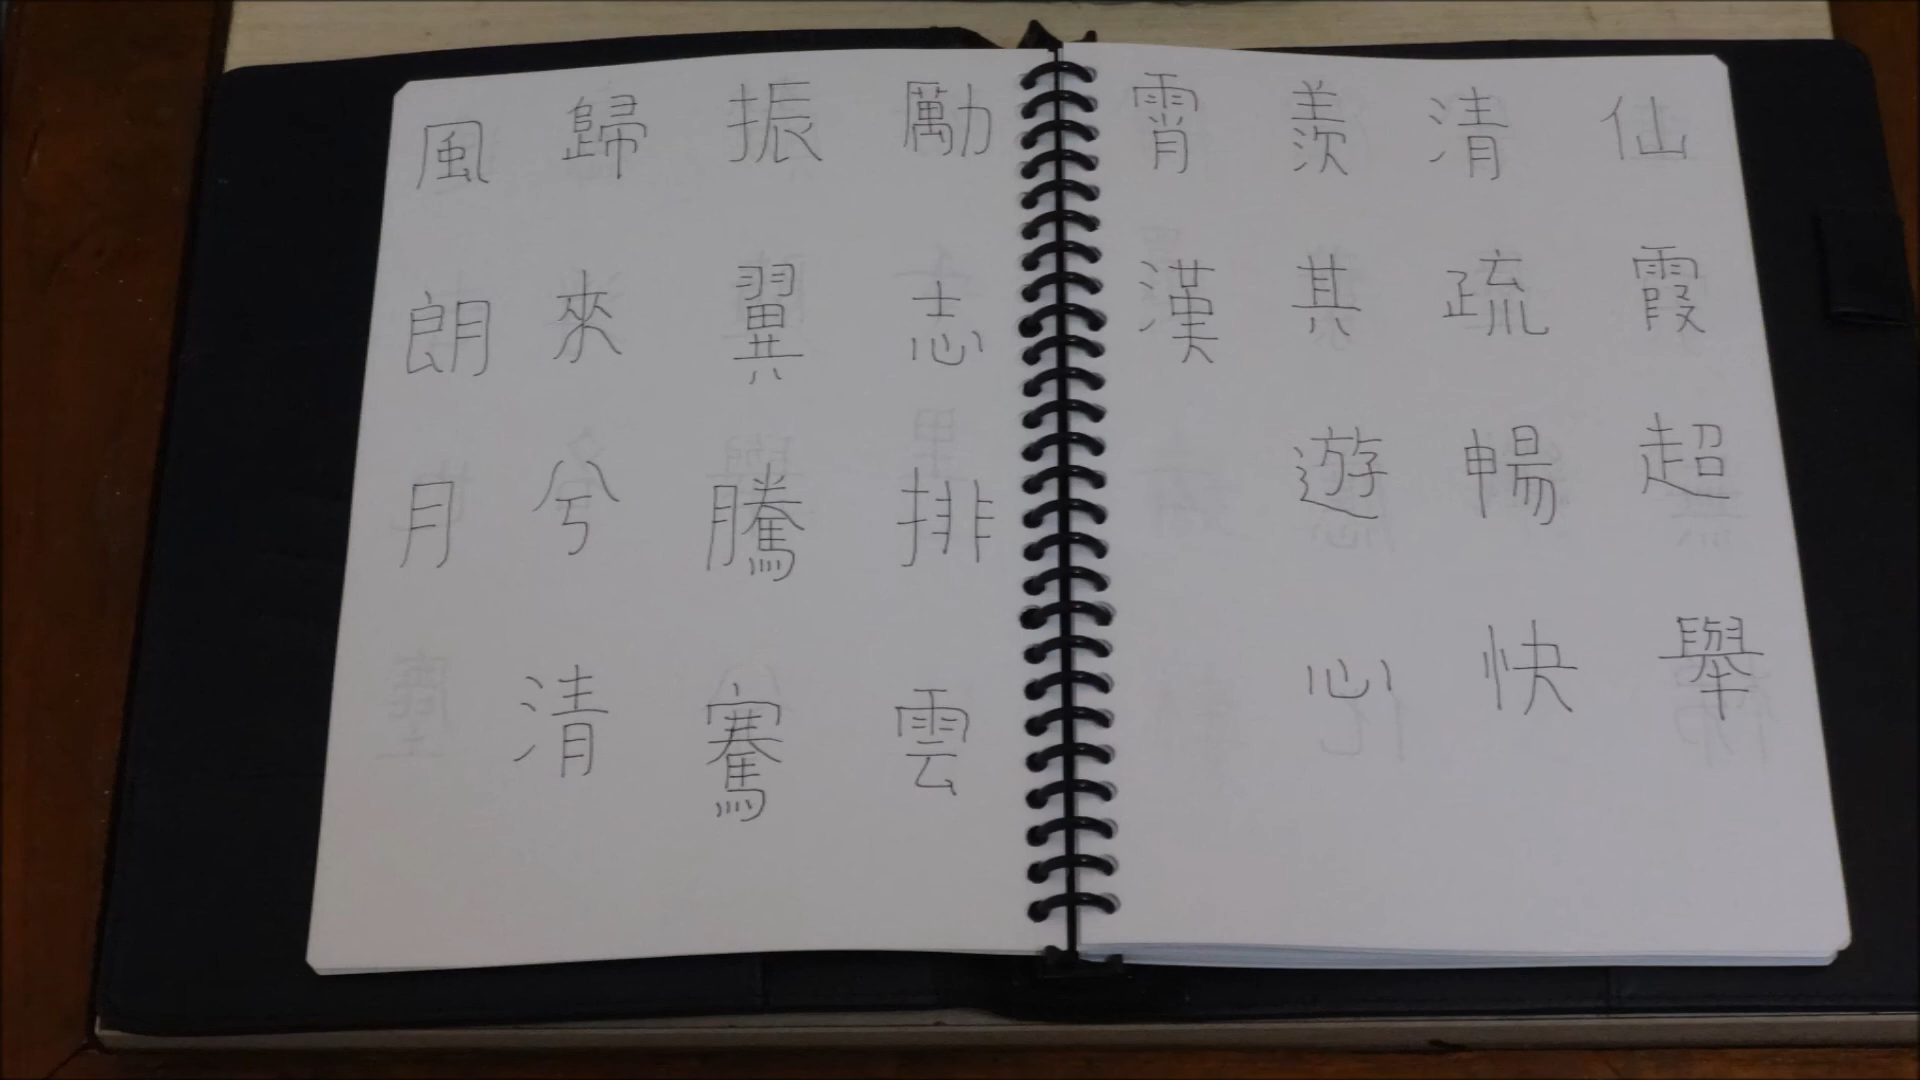 仙霞超舉
清疏暢快
羨其遊心
霄漢
勵志排雲
振翼騰騫
歸來兮清
風朗月